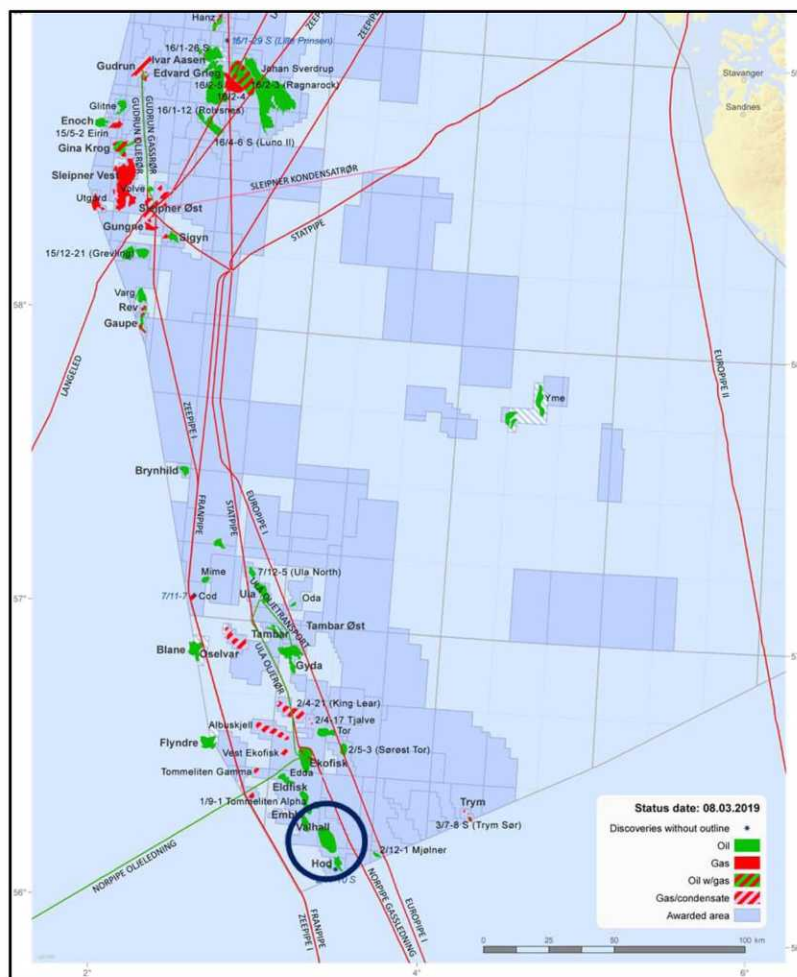 Hanz
ZEEPIPE
ZEEPIPE
16/1-29 S (Lille Prinsen)
16/1-26 S
Ivar Aasen
Gudrun
Edvard Grieg
Johan Sverdrup
16/2-5
16/2-3 (Ragnarock)
16/2-4
Glitne
16/1-12 (Rolvsnes)
Enoch
15/5-2 Eirin
16/4-6 S (Luno II)
Gina Krog
GUDRUN OLJERØR
GUDRUN GASSRØR
Stavanger
Sandnes
Sleipner Vest
Volve
SLEIPNER KONDENSATRØR
Utgard
Sleipner Øst
Gungne
Sigyn
STATPIPE
15/12-21 (Grevling)
Varg
Rev
Gaupe
58°
LANGELED
ZEEPIPE I
EUROPIPE II
Yme
Brynhild
FRANPIPE
STATPIPE
EUROPIPE I
Mime
7/12-5 (Ula North)
7/11-7
Cod
Ula
Oda
57°
ULA OLJETRANSPORT
Tambar
Tambar Øst
Blane
Oselvar
ULA OLJERØR
Gyda
2/4-21 (King Lear)
Albuskjell
2/4-17 Tjalve
Tor
Flyndre
Vest Ekofisk
2/5-3 (Sørøst Tor)
Ekofisk
Tommeliten Gamma
Edda
Eldfisk
1/9-1 Tommeliten Alpha
Embla
Trym
3/7-8 S (Trym Sør)
Valhall
2/12-1 Mjølner
Hod
NORPIPE OLJELEDNING
56°
FRANPIPE
ZEEPIPE I
NORPIPE GASSLEDNING
EUROPIPE I
Status date: 08.03.2019
Discoveries without outline
Oil
Gas
Oil w/gas
Gas/condensate
Awarded area
0 25 50 100 km
2° 4° 6°